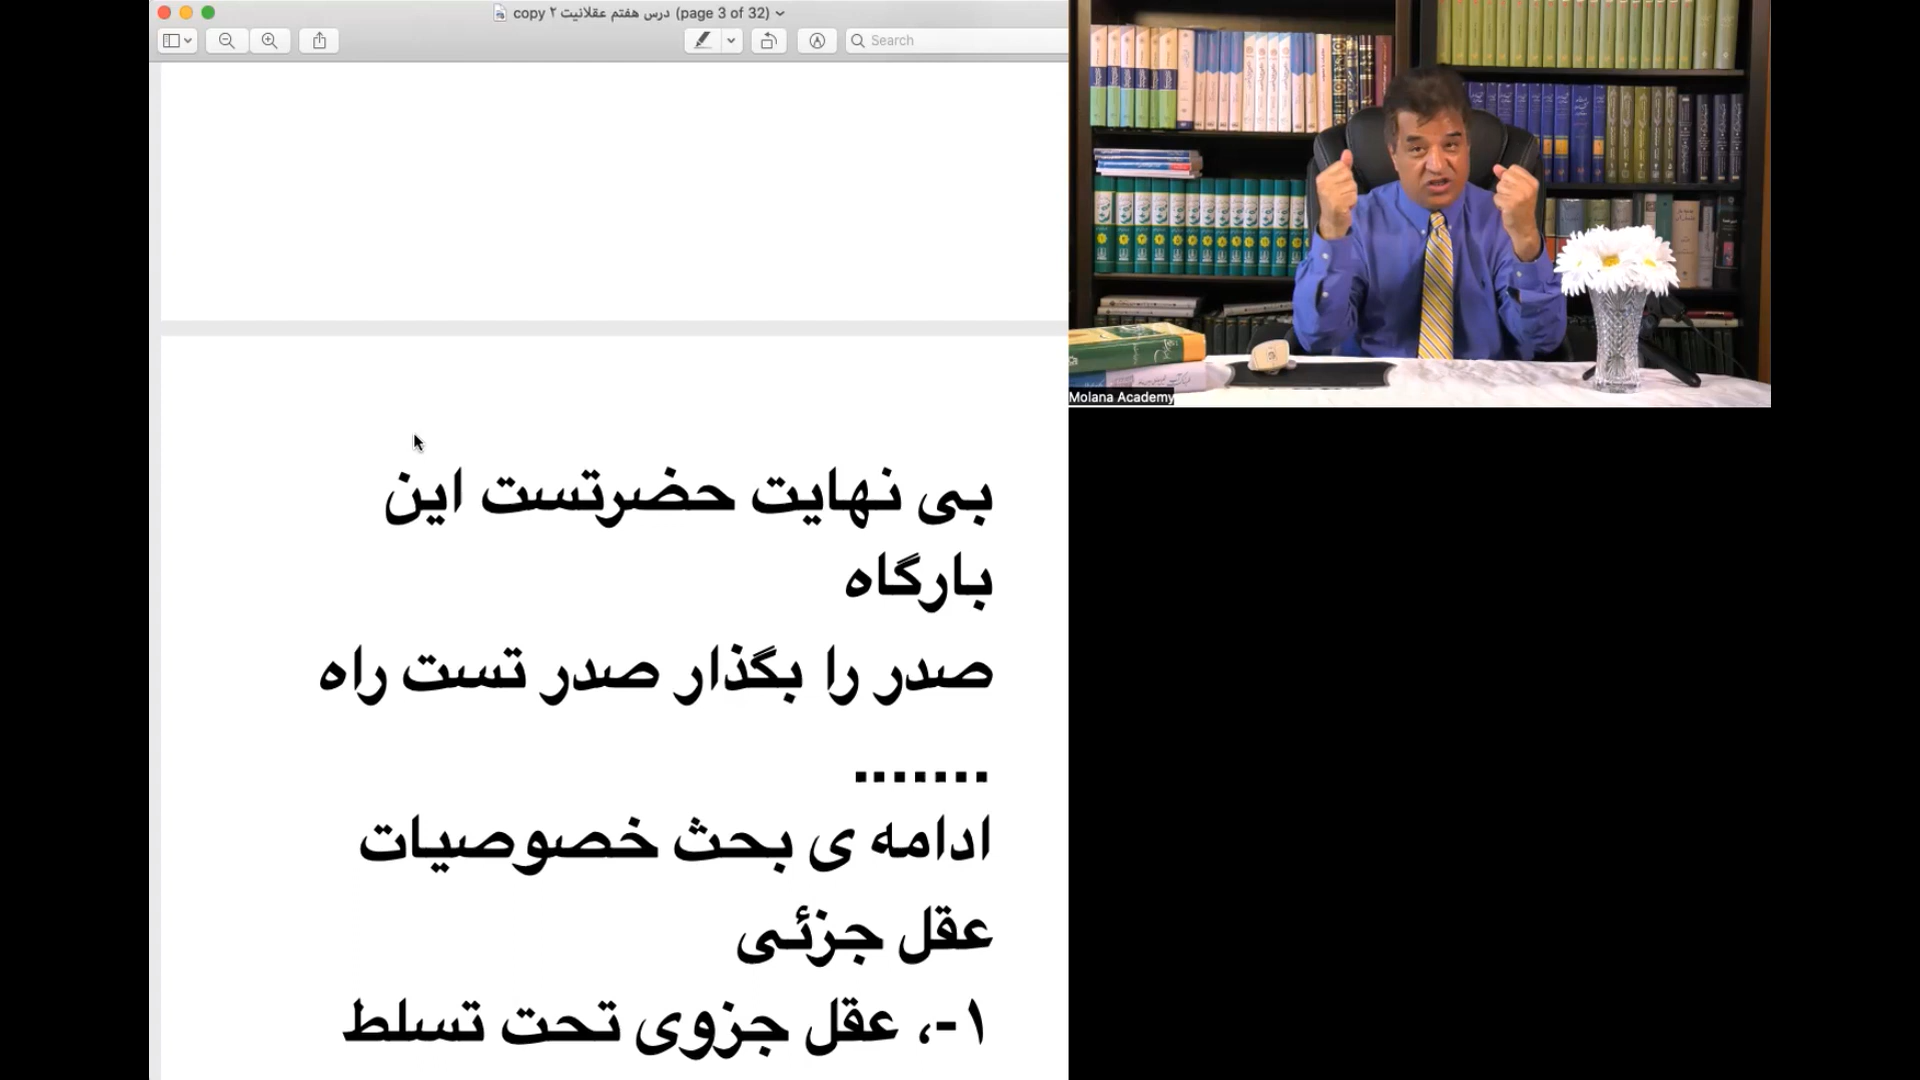 درس هفتم عقلانیت ۲ copy (page 3 of 32)
Search
بی نهایت حضرتست این
بارگاه
صدر را بگذار صدر تست راه
.......
ادامه ی بحث خصوصیات
عقل جزئی
۱-، عقل جزوی تحت تسلط
Molana Academy